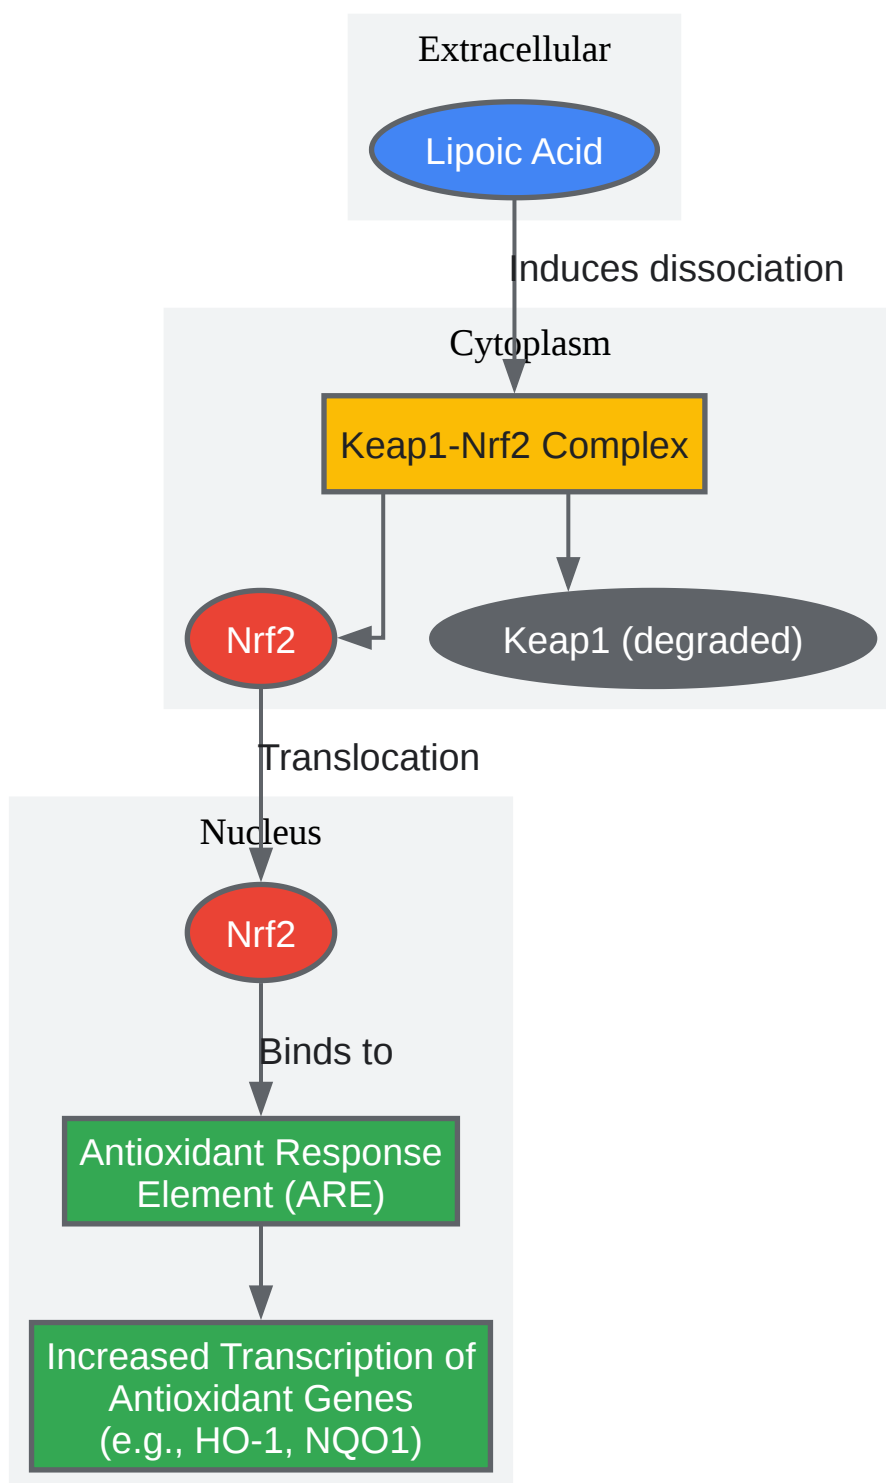 Extracellular
Lipoic Acid
Induces dissociation
Cytoplasm
Keap1-Nrf2 Complex
Nrf2
Keap1 (degraded)
Translocation
Nucleus
Nrf2
Binds to
Antioxidant Response
Element (ARE)
Increased Transcription of
Antioxidant Genes
(e.g., HO-1, NQO1)